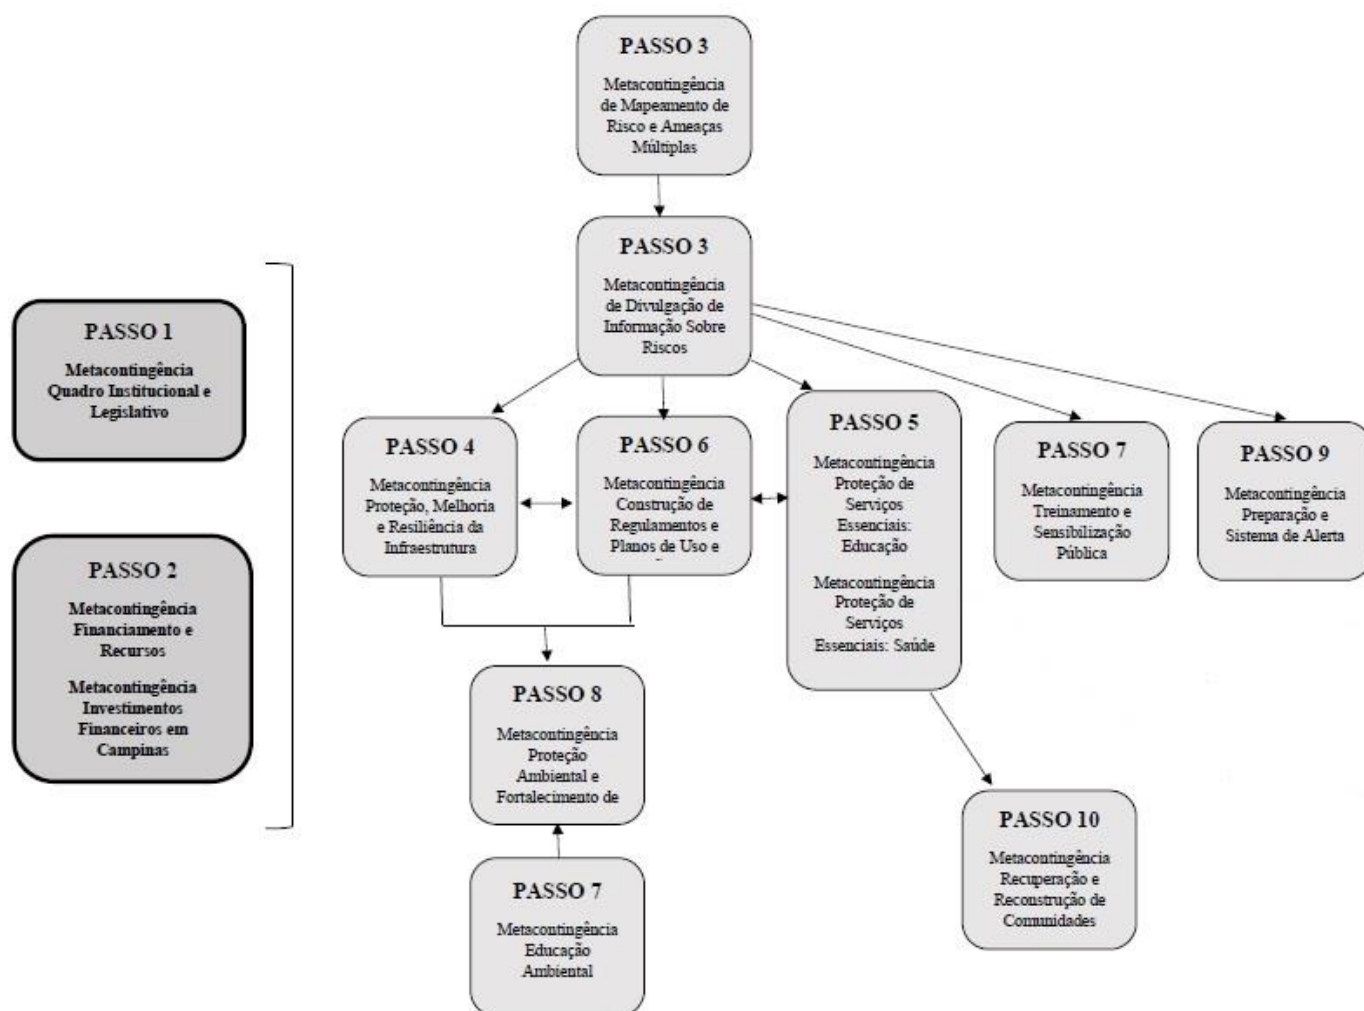 PASSO 3
Metacontingência
de Mapeamento de
Risco e Ameaças
Múltiplas
PASSO 3
Metacontingência
de Divulgação de
Informação Sobre
Riscos
PASSO 1
Metacontingência
Quadro Institucional e
Legislativo
PASSO 2
Metacontingência
Financiamento e
Recursos
Metacontingência
Investimentos
Financeiros em
Campinas
PASSO 4
Metacontingência
Proteção, Melhoria
e Resiliência da
Infraestrutura
PASSO 6
Metacontingência
Construção de
Regulamentos e
Planos de Uso e
PASSO 5
Metacontingência
Proteção de
Serviços
Essenciais:
Educação
Metacontingência
Proteção de
Serviços
Essenciais: Saúde
PASSO 7
Metacontingência
Treinamento e
Sensibilização
Pública
PASSO 9
Metacontingência
Preparação e
Sistema de Alerta
PASSO 8
Metacontingência
Proteção
Ambiental e
Fortalecimento de
PASSO 10
Metacontingência
Recuperação e
Reconstrução de
Comunidades
PASSO 7
Metacontingência
Educação
Ambiental